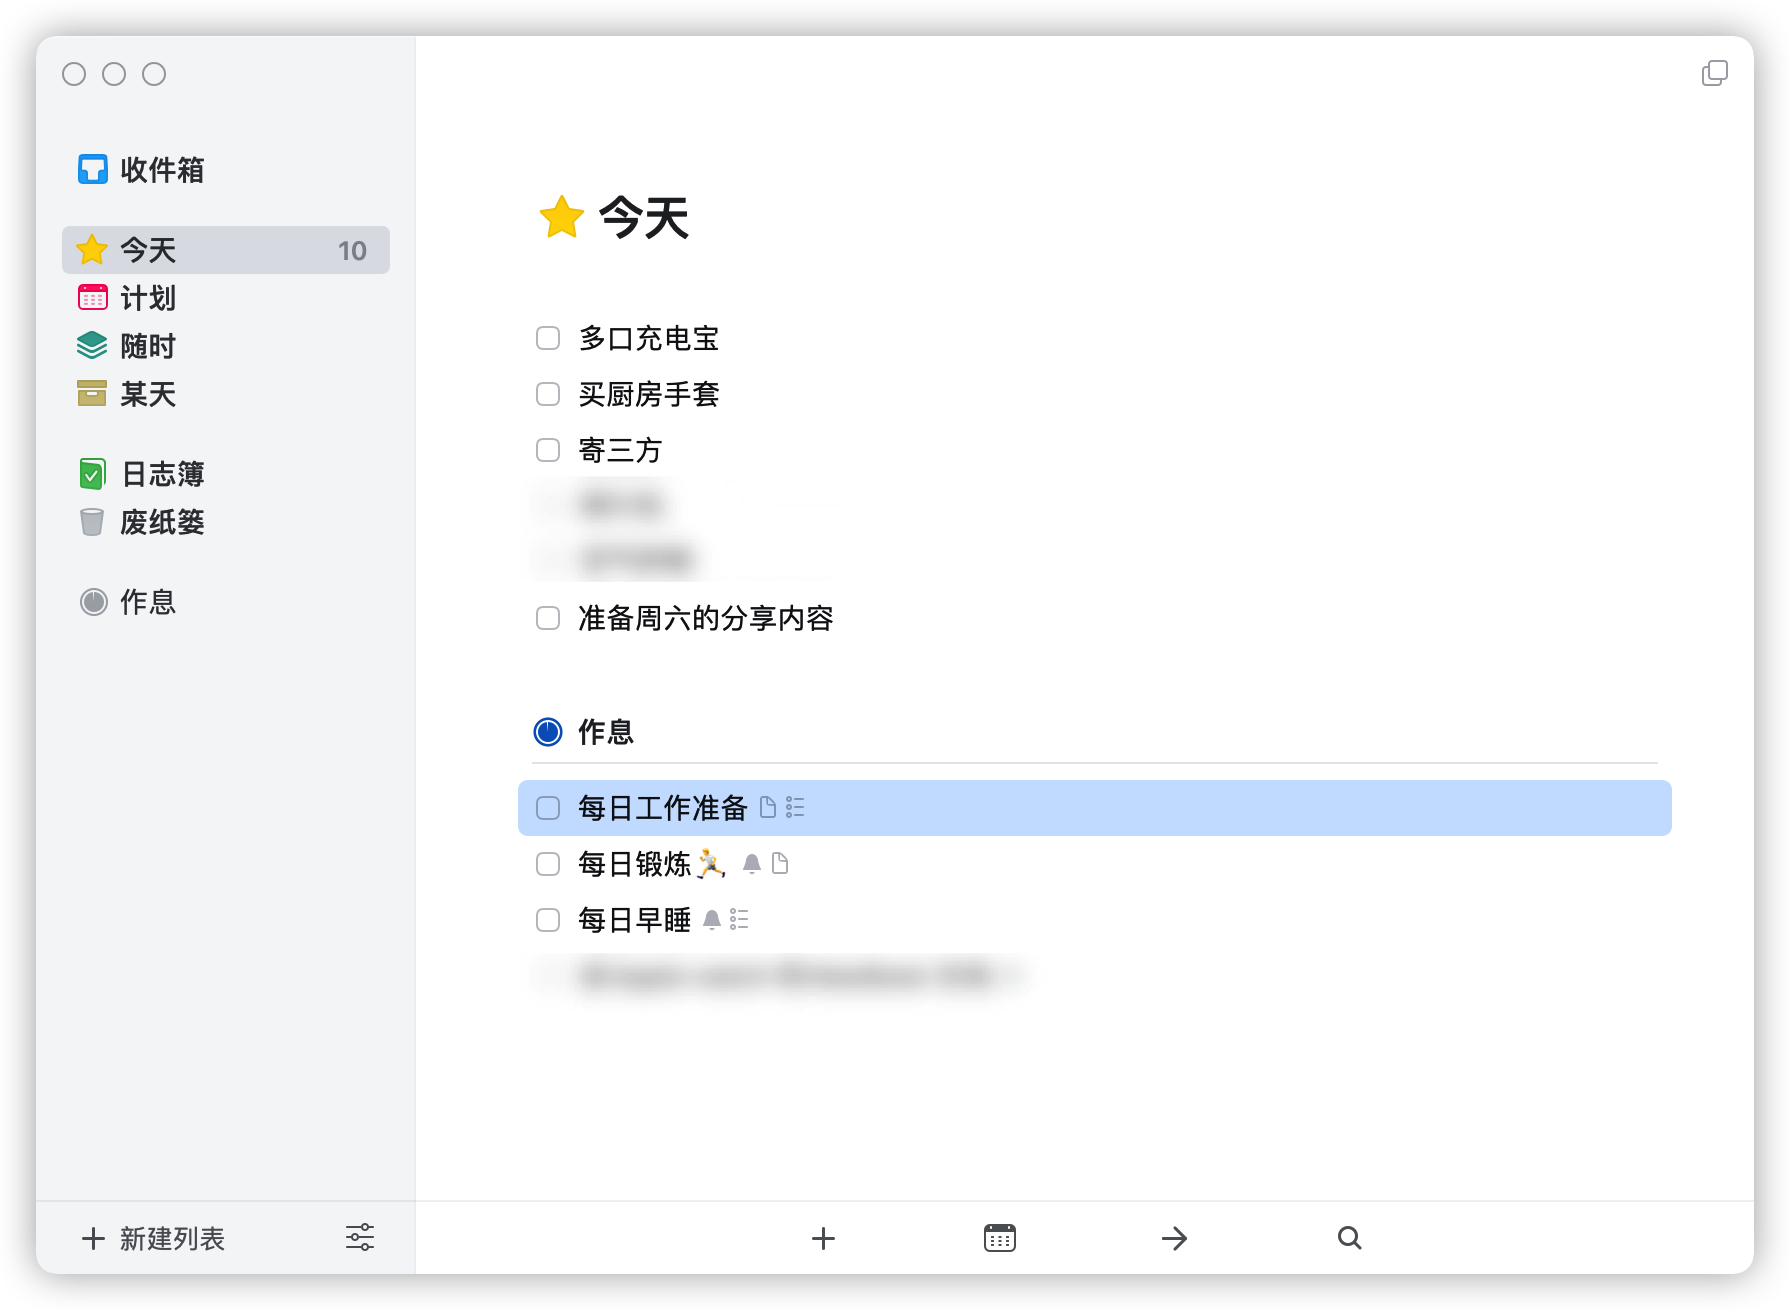 收件箱
今天 10
计划
随时
某天
日志簿
废纸篓
作息
新建列表
今天
多口充电宝
买厨房手套
寄三方
准备周六的分享内容
作息
每日工作准备
每日锻炼🏃
每日早睡